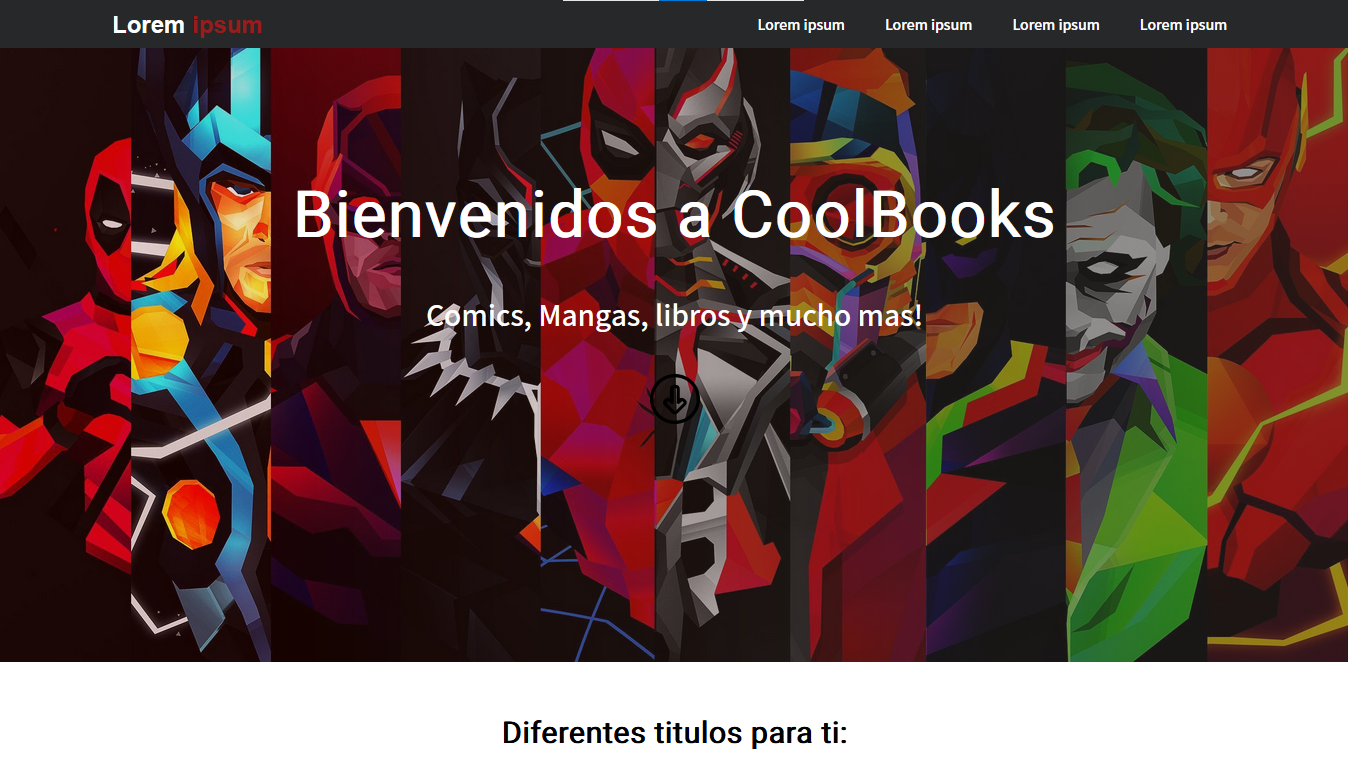 Lorem ipsum
Lorem ipsum Lorem ipsum Lorem ipsum Lorem ipsum
Bienvenidos a CoolBooks
Comics, Mangas, libros y mucho mas!
Diferentes titulos para ti: